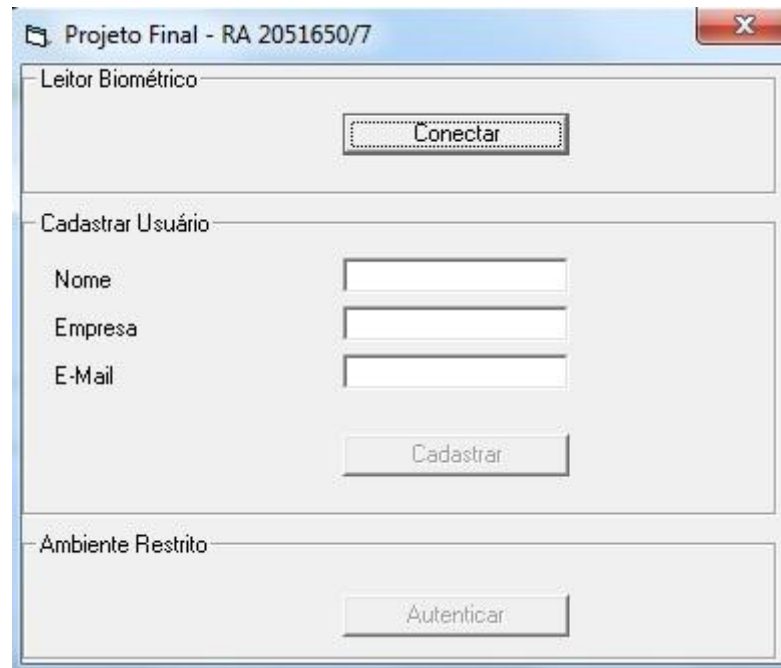 Projeto Final - RA 2051650/7
Leitor Biométrico
Conectar
Cadastrar Usuário
Nome
Empresa
E-Mail
Cadastrar
Ambiente Restrito
Autenticar